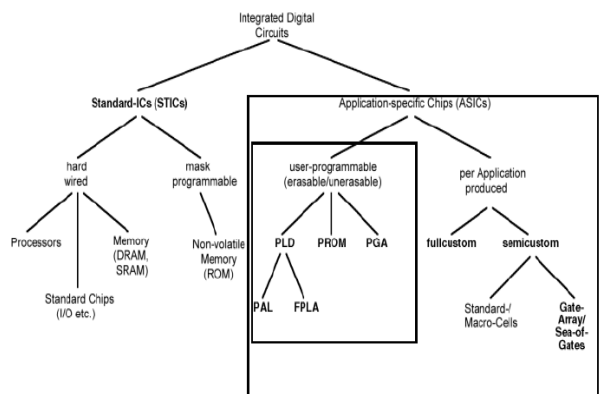 Integrated Digital
Circuits
Standard-ICs (STICs)
Application-specific Chips (ASICs)
hard
wired
mask
programmable
user-programmable
(erasable/unerasable)
per Application
produced
Processors
Memory
(DRAM,
SRAM)
Standard Chips
(I/O etc.)
Non-volatile
Memory
(ROM)
PLD
PROM
PGA
fullcustom
semicustom
PAL
FPLA
Standard-/
Macro-Cells
Gate-
Array/
Sea-of-
Gates